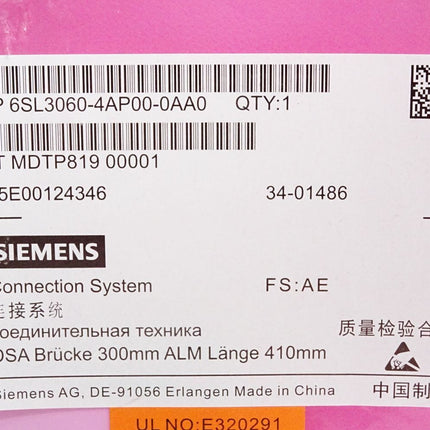 P 6SL3060-4AP00-0AA0 QTY:1
T MDTP819 00001
5E00124346 34-01486
SIEMENS
Connection System FS:AE
连接系统
оединительная техника 质量检验合
OSA Brücke 300mm ALM Länge 410mm
Siemens AG, DE-91056 Erlangen Made in China 中国制
UL NO:E320291